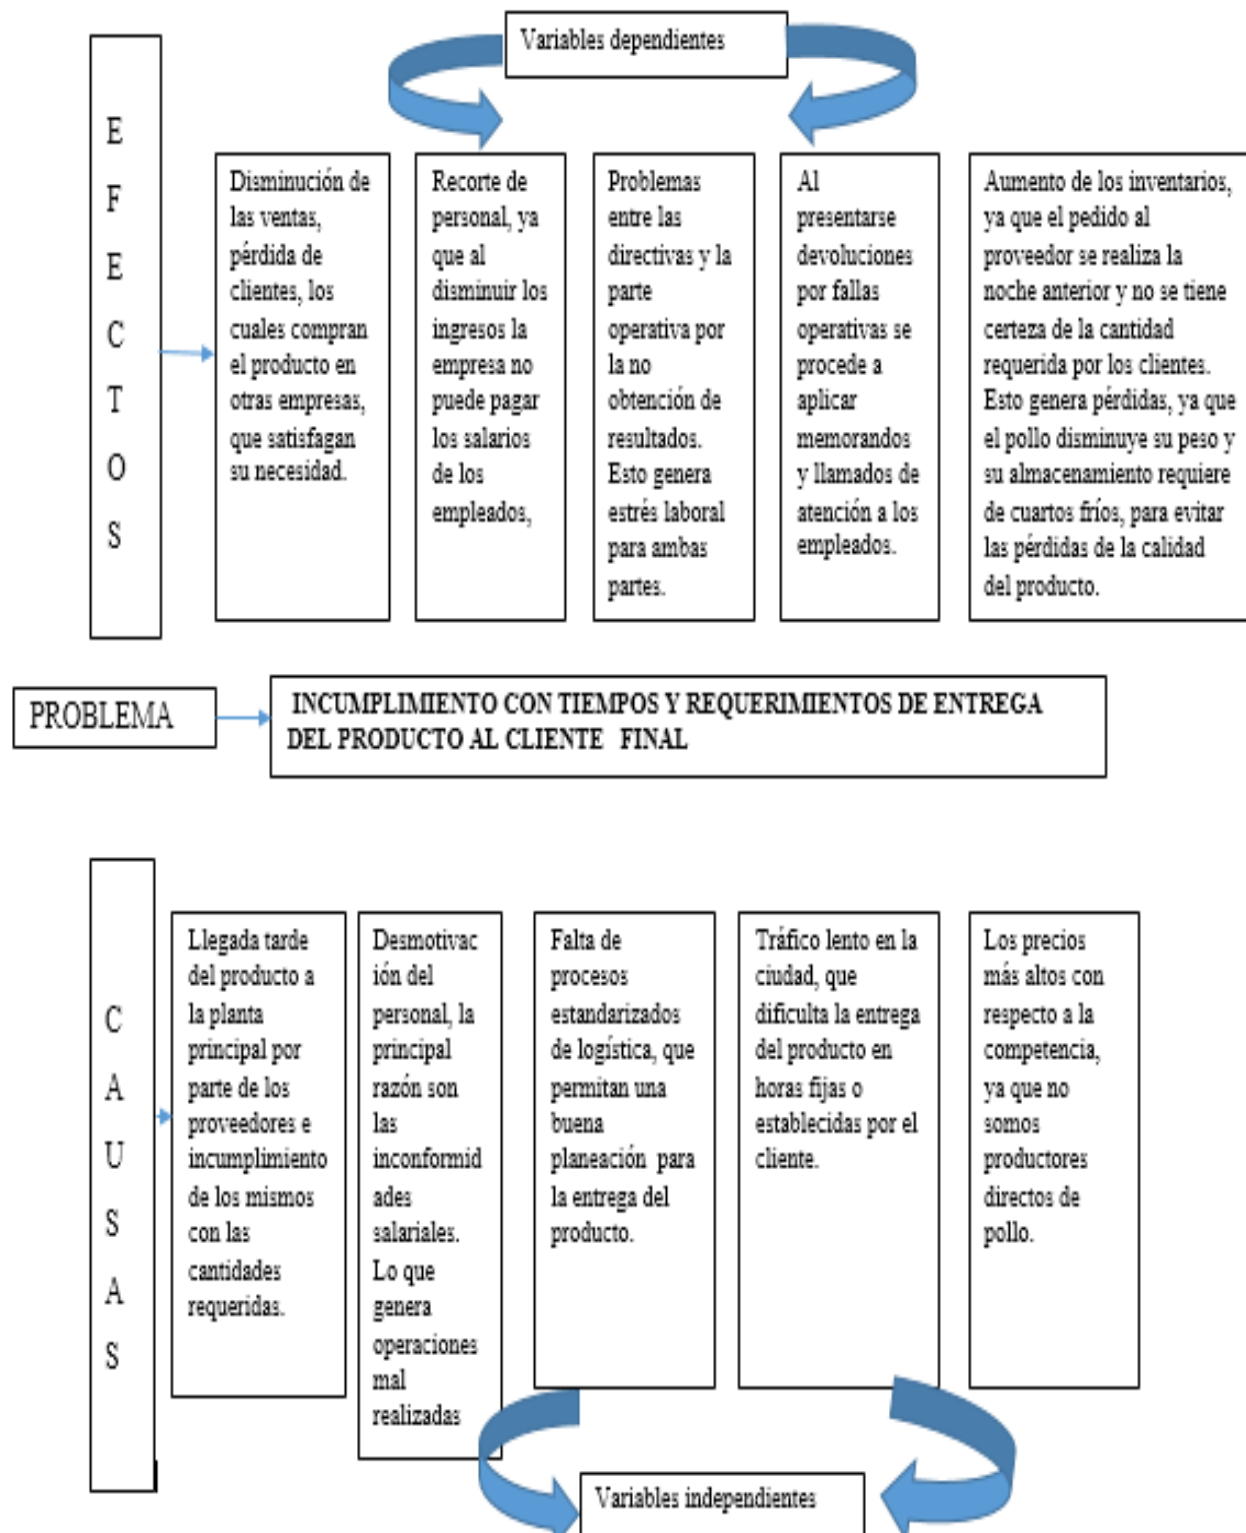 Variables dependientes
E
F
E
C
T
O
S
Disminución de
las ventas,
pérdida de
clientes, los
cuales compran
el producto en
otras empresas,
que satisfagan
su necesidad.
Recorte de
personal, ya
que al
disminuir los
ingresos la
empresa no
puede pagar
los salarios
de los
empleados,
Problemas
entre las
directivas y la
parte
operativa por
la no
obtención de
resultados.
Esto genera
estrés laboral
para ambas
partes.
Al
presentarse
devoluciones
por fallas
operativas se
procede a
aplicar
memorandos
y llamados de
atención a los
empleados.
Aumento de los inventarios,
ya que el pedido al
proveedor se realiza la
noche anterior y no se tiene
certeza de la cantidad
requerida por los clientes.
Esto genera pérdidas, ya que
el pollo disminuye su peso y
su almacenamiento requiere
de cuartos fríos, para evitar
las pérdidas de la calidad
del producto.
PROBLEMA
INCUMPLIMIENTO CON TIEMPOS Y REQUERIMIENTOS DE ENTREGA
DEL PRODUCTO AL CLIENTE FINAL
C
A
U
S
A
S
Llegada tarde
del producto a
la planta
principal por
parte de los
proveedores e
incumplimiento
de los mismos
con las
cantidades
requeridas.
Desmotivac
ión del
personal, la
principal
razón son
las
inconformid
ades
salariales.
Lo que
genera
operaciones
mal
realizadas
Falta de
procesos
estandarizados
de logística, que
permitan una
buena
planeación para
la entrega del
producto.
Tráfico lento en la
ciudad, que
dificulta la entrega
del producto en
horas fijas o
establecidas por el
cliente.
Los precios
más altos con
respecto a la
competencia,
ya que no
somos
productores
directos de
pollo.
Variables independientes